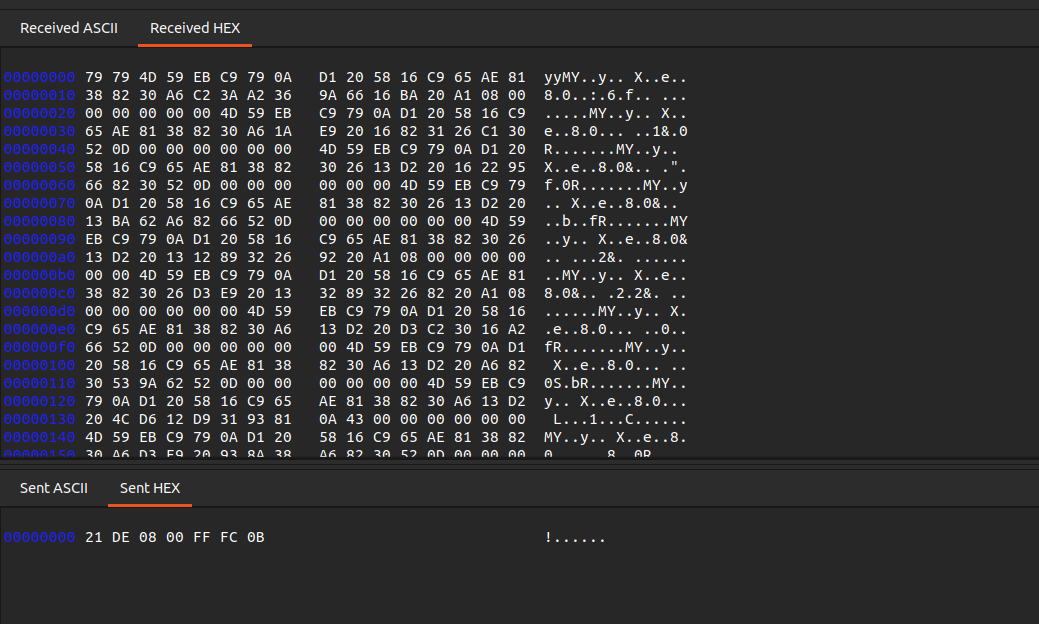 Received ASCII Received HEX
00000000 79 79 4D 59 EB C9 79 0A D1 20 58 16 C9 65 AE 81 yyMY..y.. X..e..
00000010 38 82 30 A6 C2 3A A2 36 9A 66 16 BA 20 A1 08 00 8.0..:.6.f.. ...
00000020 00 00 00 00 00 4D 59 EB C9 79 0A D1 20 58 16 C9 .....MY..y.. X..
00000030 65 AE 81 38 82 30 A6 1A E9 20 16 82 31 26 C1 30 e..8.0... ..1&.0
00000040 52 0D 00 00 00 00 00 00 4D 59 EB C9 79 0A D1 20 R.......MY..y..
00000050 58 16 C9 65 AE 81 38 82 30 26 13 D2 20 16 22 95 X..e..8.0&.. .".
00000060 66 82 30 52 0D 00 00 00 00 00 00 4D 59 EB C9 79 f.0R.......MY..y
00000070 0A D1 20 58 16 C9 65 AE 81 38 82 30 26 13 D2 20 .. X..e..8.0&..
00000080 13 BA 62 A6 82 66 52 0D 00 00 00 00 00 00 4D 59 ..b..fR.......MY
00000090 EB C9 79 0A D1 20 58 16 C9 65 AE 81 38 82 30 26 ..y.. X..e..8.0&
000000a0 13 D2 20 13 12 89 32 26 92 20 A1 08 00 00 00 00 .. ...2&. ......
000000b0 00 00 4D 59 EB C9 79 0A D1 20 58 16 C9 65 AE 81 ..MY..y.. X..e..
000000c0 38 82 30 26 D3 E9 20 13 32 89 32 26 82 20 A1 08 8.0&.. .2.2&. ..
000000d0 00 00 00 00 00 00 4D 59 EB C9 79 0A D1 20 58 16 ......MY..y.. X.
000000e0 C9 65 AE 81 38 82 30 A6 13 D2 20 D3 C2 30 16 A2 .e..8.0... ..0..
000000f0 66 52 0D 00 00 00 00 00 00 4D 59 EB C9 79 0A D1 fR.......MY..y..
00000100 20 58 16 C9 65 AE 81 38 82 30 A6 13 D2 20 A6 82 X..e..8.0... ..
00000110 30 53 9A 62 52 0D 00 00 00 00 00 00 4D 59 EB C9 0S.bR.......MY..
00000120 79 0A D1 20 58 16 C9 65 AE 81 38 82 30 A6 13 D2 y.. X..e..8.0...
00000130 20 4C D6 12 D9 31 93 81 0A 43 00 00 00 00 00 00 L...1...C......
00000140 4D 59 EB C9 79 0A D1 20 58 16 C9 65 AE 81 38 82 MY..y.. X..e..8.
00000150 30 A6 D3 E9 20 93 8A 38 A6 82 30 52 0D 00 00 00 0 8 0R
Sent ASCII Sent HEX
00000000 21 DE 08 00 FF FC 0B !......